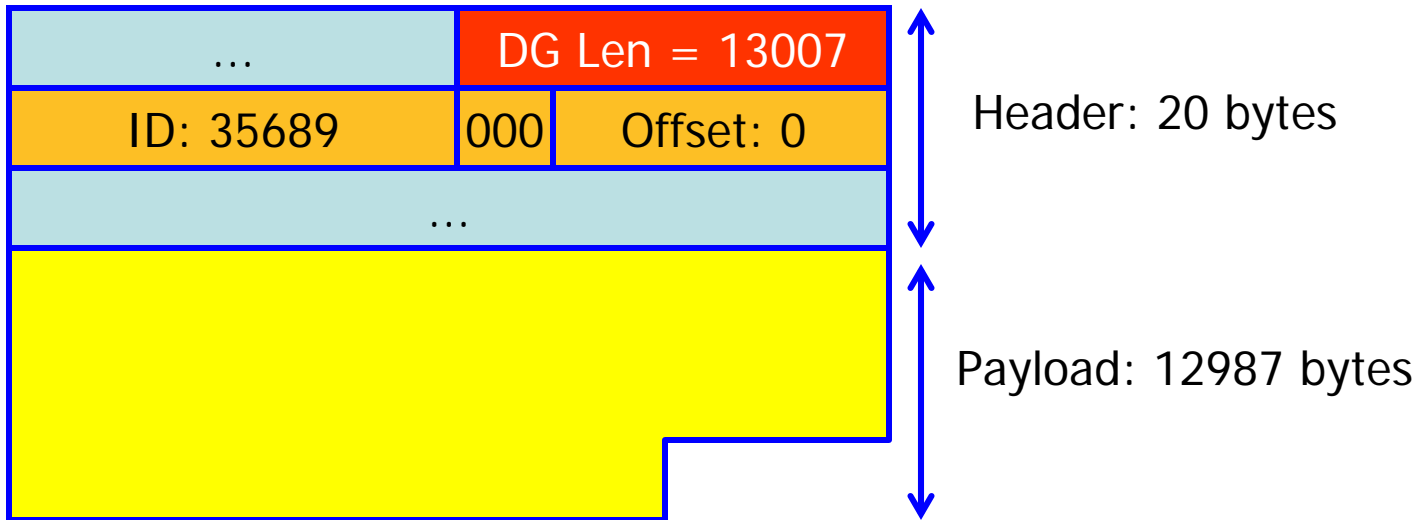 ...
DG Len = 13007
ID: 35689
000
Offset: 0
Header: 20 bytes
...
Payload: 12987 bytes